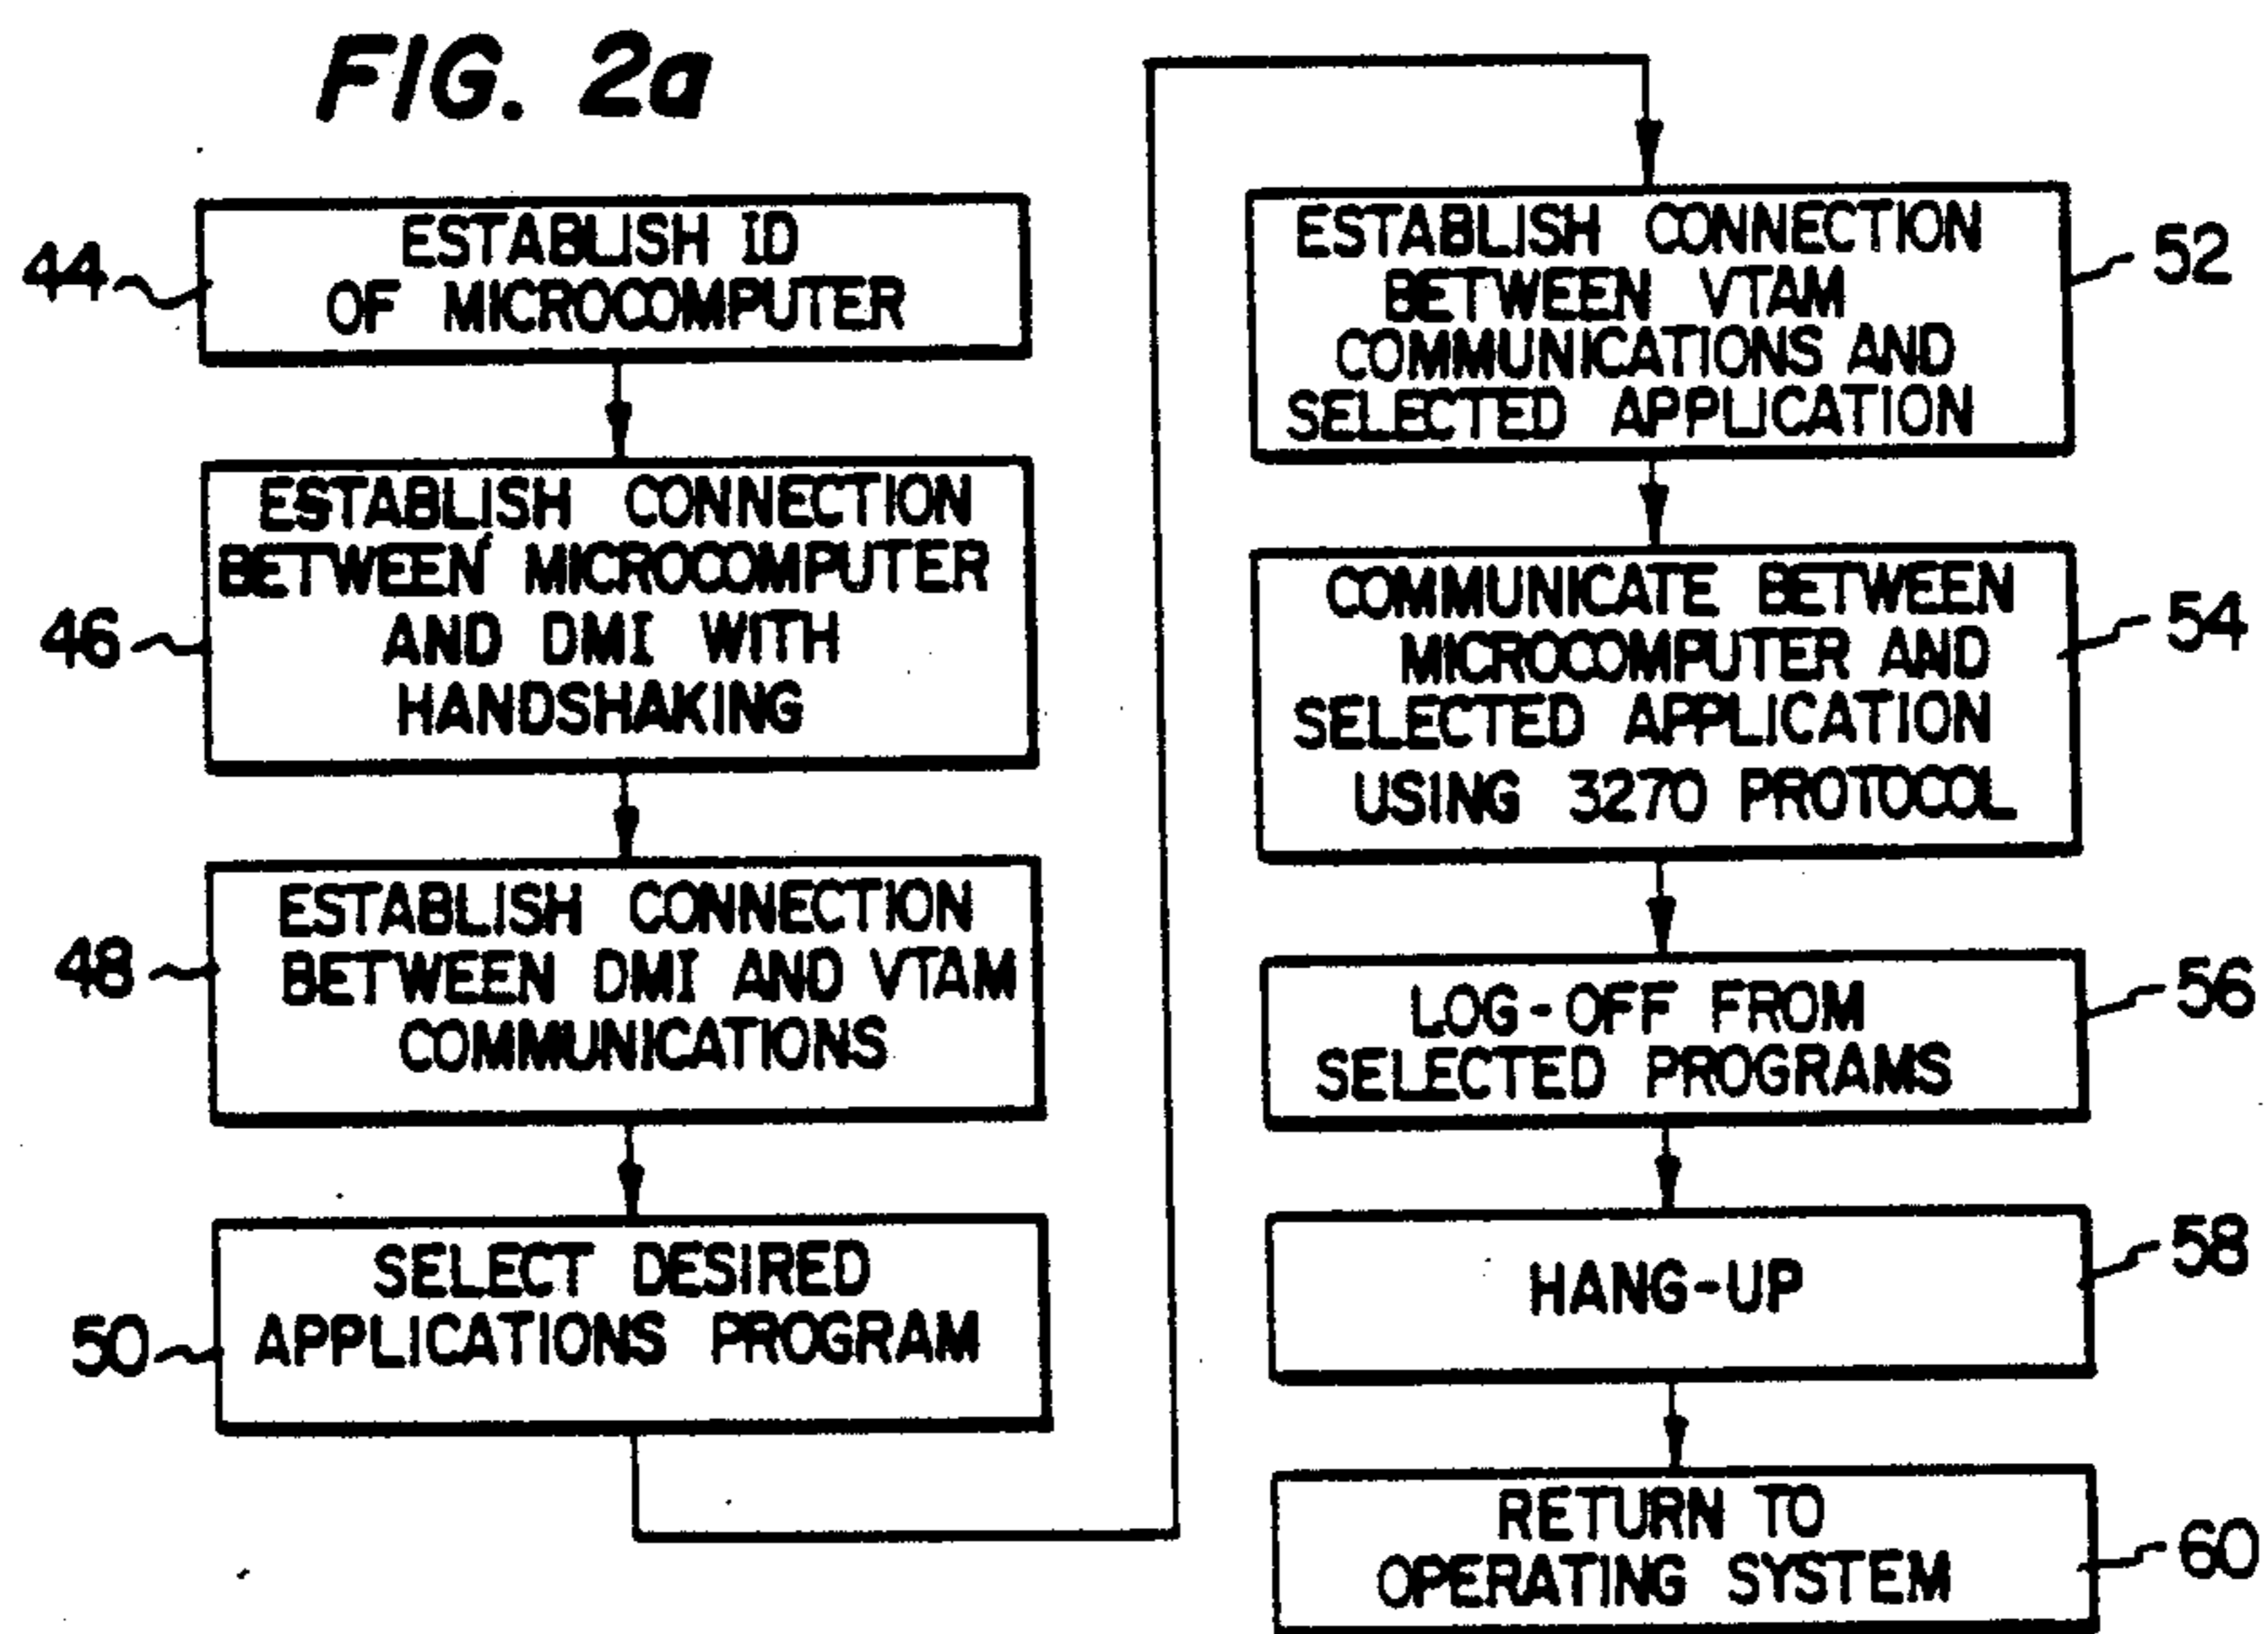 FIG. 2a
44
ESTABLISH ID
OF MICROCOMPUTER
46
ESTABLISH CONNECTION
BETWEEN MICROCOMPUTER
AND DMI WITH
HANDSHAKING
48
ESTABLISH CONNECTION
BETWEEN DMI AND VTAM
COMMUNICATIONS
50
SELECT DESIRED
APPLICATIONS PROGRAM
52
ESTABLISH CONNECTION
BETWEEN VTAM
COMMUNICATIONS AND
SELECTED APPLICATION
54
COMMUNICATE BETWEEN
MICROCOMPUTER AND
SELECTED APPLICATION
USING 3270 PROTOCOL
56
LOG-OFF FROM
SELECTED PROGRAMS
58
HANG-UP
60
RETURN TO
OPERATING SYSTEM